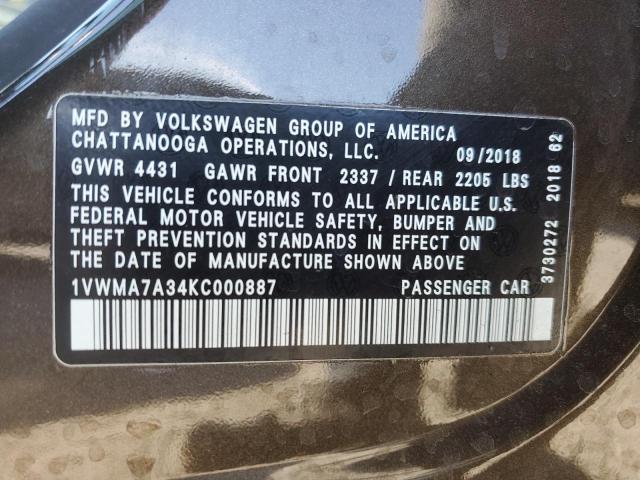 MFD BY VOLKSWAGEN GROUP OF AMERICA
CHATTANOOGA OPERATIONS, LLC. 09/2018
GVWR 4431 GAWR FRONT 2337 / REAR 2205 LBS
THIS VEHICLE CONFORMS TO ALL APPLICABLE U.S.
FEDERAL MOTOR VEHICLE SAFETY, BUMPER AND
THEFT PREVENTION STANDARDS IN EFFECT ON
THE DATE OF MANUFACTURE SHOWN ABOVE
1VWMA7A34KC000887 PASSENGER CAR
3730272 2018 62